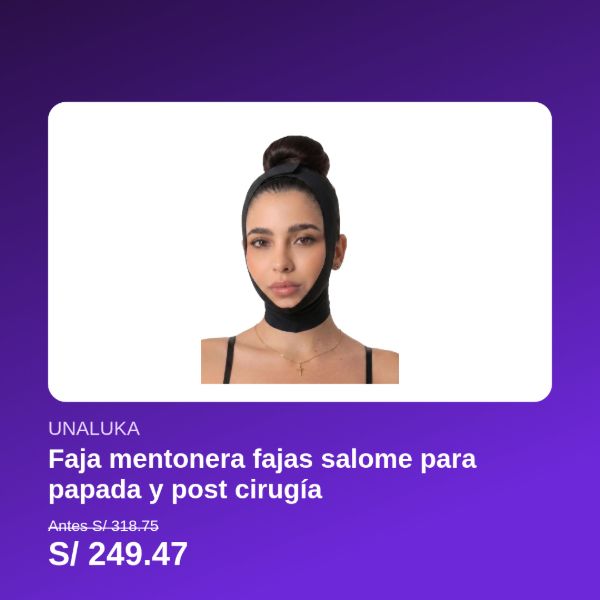 UNALUKA
Faja mentonera fajas salome para
papada y post cirugía
Antes S/ 318.75
S/ 249.47